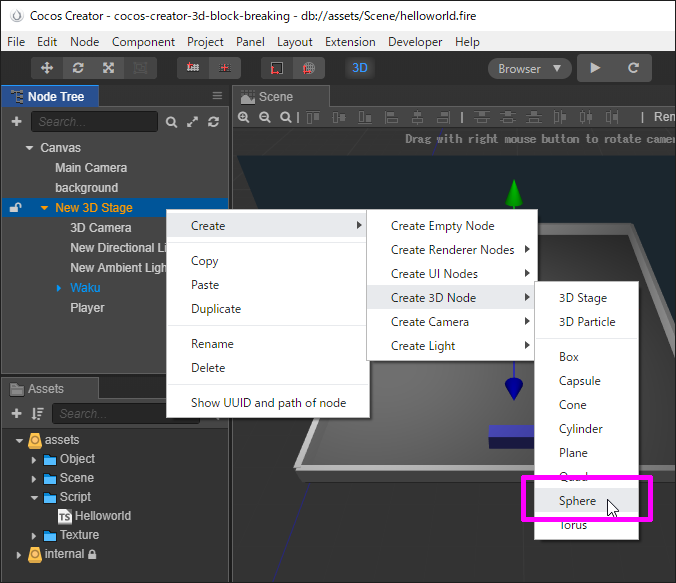 Cocos Creator - cocos-creator-3d-block-breaking - db://assets/Scene/helloworld.fire
File Edit Node Component Project Panel Layout Extension Developer Help
3D
Browser
Node Tree
Scene
Search...
Rem
Drag with right mouse button to rotate camer
Canvas
Main Camera
background
New 3D Stage
3D Camera
New Directional Li
New Ambient Ligh
Waku
Player
Create
Copy
Paste
Duplicate
Rename
Delete
Show UUID and path of node
Create Empty Node
Create Renderer Nodes
Create UI Nodes
Create 3D Node
Create Camera
Create Light
3D Stage
3D Particle
Box
Capsule
Cone
Cylinder
Plane
Quad
Sphere
Torus
Assets
Search...
assets
Object
Scene
Script
TS Helloworld
Texture
internal